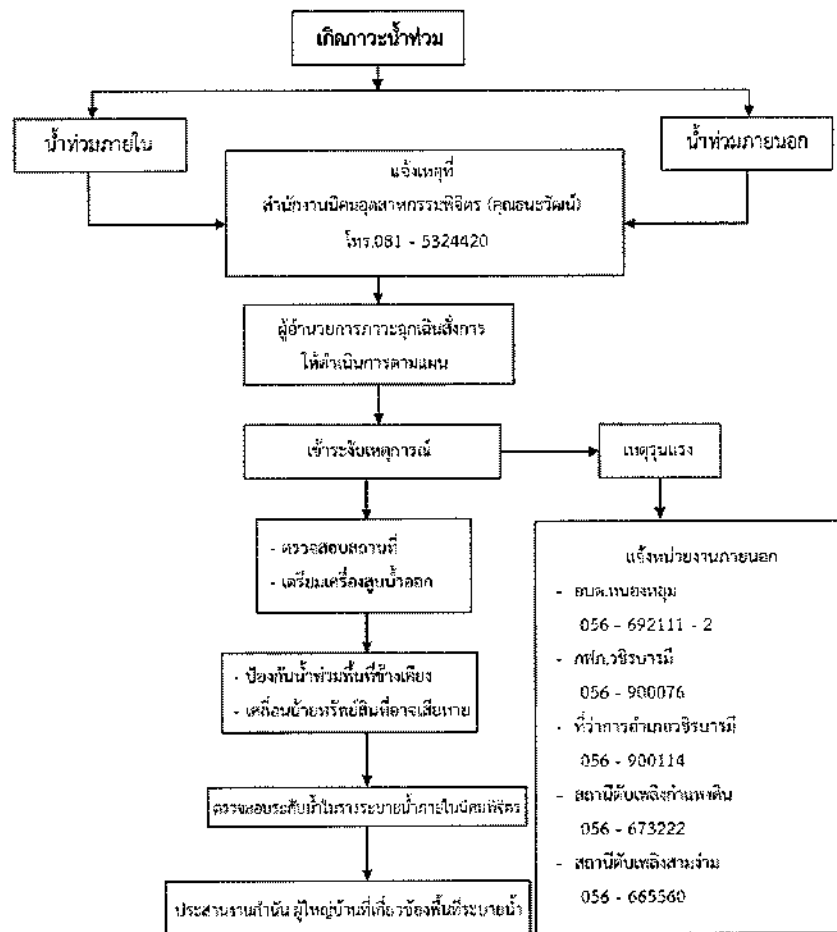 เกิดภาวะน้ำท่วม
น้ำท่วมภายใน
น้ำท่วมภายนอก
แจ้งเหตุที่
สำนักงานนิคมอุตสาหกรรมพิจิตร (คุณธนะวัฒน์)
โทร.081 - 5324420
ผู้อำนวยการภาวะฉุกเฉินสั่งการ
ให้ดำเนินการตามแผน
เข้าระงับเหตุการณ์
เหตุรุนแรง
- ตรวจสอบสถานที่
- เตรียมเครื่องสูบน้ำออก
- ป้องกันน้ำท่วมพื้นที่ข้างเคียง
- เคลื่อนย้ายทรัพย์สินที่อาจเสียหาย
ตรวจสอบระดับน้ำในรางระบายน้ำภายในนิคมพิจิตร
ประสานงานกำนัน ผู้ใหญ่บ้านที่เกี่ยวข้องพื้นที่ระบายน้ำ
แจ้งหน่วยงานภายนอก
- อบต.หนองหลุม
056 - 692111 - 2
- กฟภ.วชิรบารมี
056 - 900076
- ที่ว่าการอำเภอวชิรบารมี
056 - 900114
- สถานีดับเพลิงกำแพงดิน
056 - 673222
- สถานีดับเพลิงสามง่าม
056 - 665560